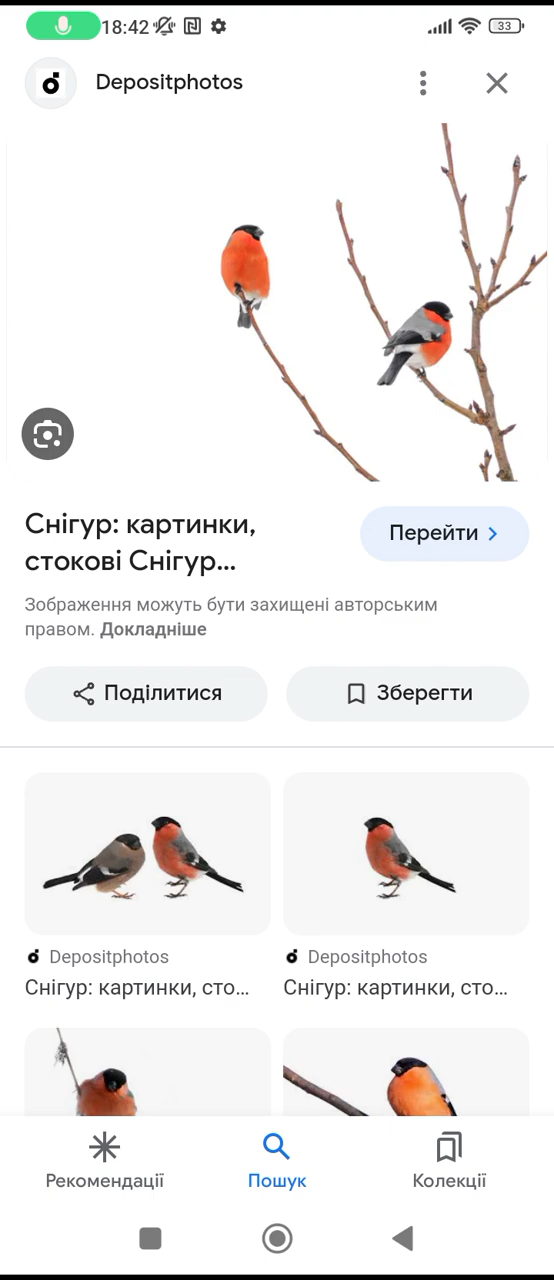 18:42
33
Depositphotos
Снігур: картинки,
стокові Снігур...
Перейти
Зображення можуть бути захищені авторським
правом. Докладніше
Поділитися
Зберегти
Depositphotos
Снігур: картинки, сто...
Depositphotos
Снігур: картинки, сто...
Рекомендації
Пошук
Колекції